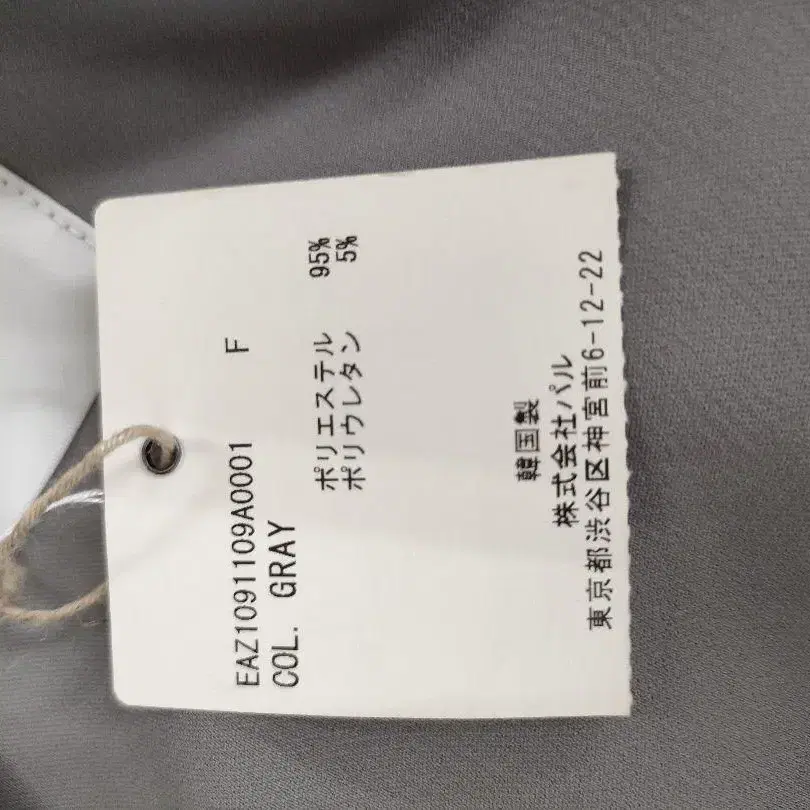 EAZ1091109A0001 F
COL. GRAY
ポリエステル 95%
ポリウレタン 5%
韓国製
株式会社パル
東京都渋谷区神宮前6-12-22